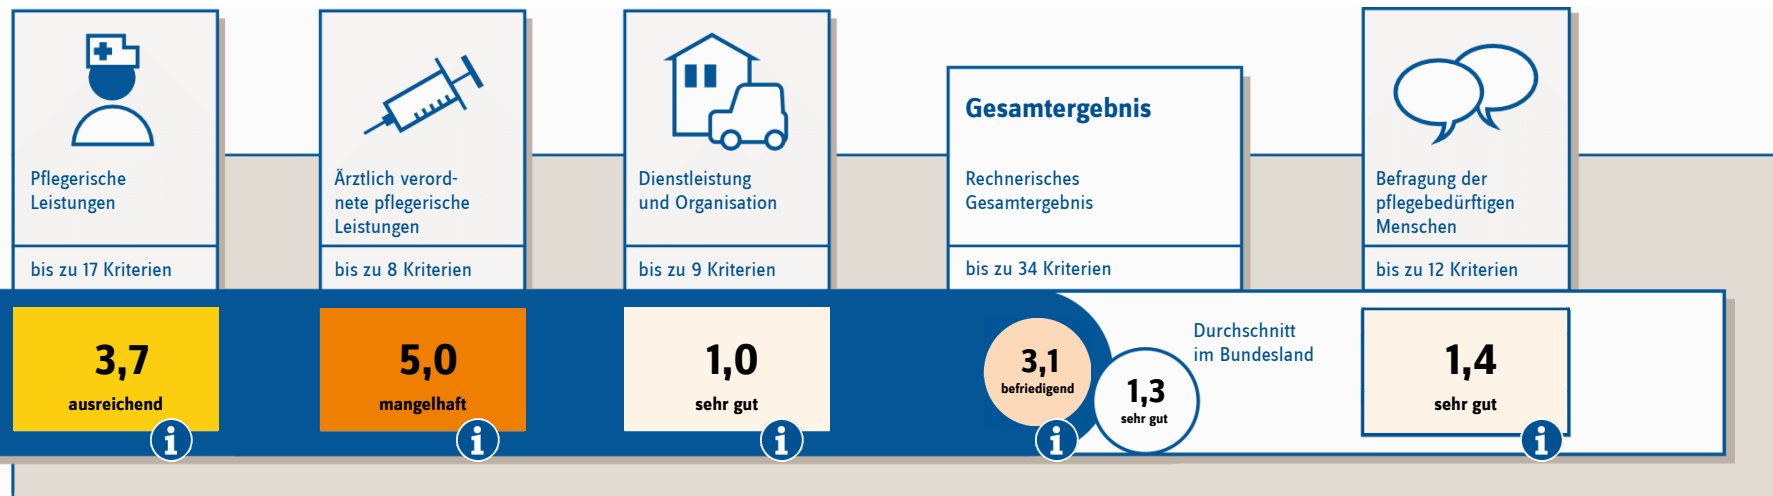 Pflegerische
Leistungen
bis zu 17 Kriterien
3,7
ausreichend
i
Ärztlich verord-
nete pflegerische
Leistungen
bis zu 8 Kriterien
5,0
mangelhaft
i
Dienstleistung
und Organisation
bis zu 9 Kriterien
1,0
sehr gut
i
Gesamtergebnis
Rechnerisches
Gesamtergebnis
bis zu 34 Kriterien
3,1
befriedigend
i
1,3
sehr gut
Durchschnitt
im Bundesland
Befragung der
pflegebedürftigen
Menschen
bis zu 12 Kriterien
1,4
sehr gut
i